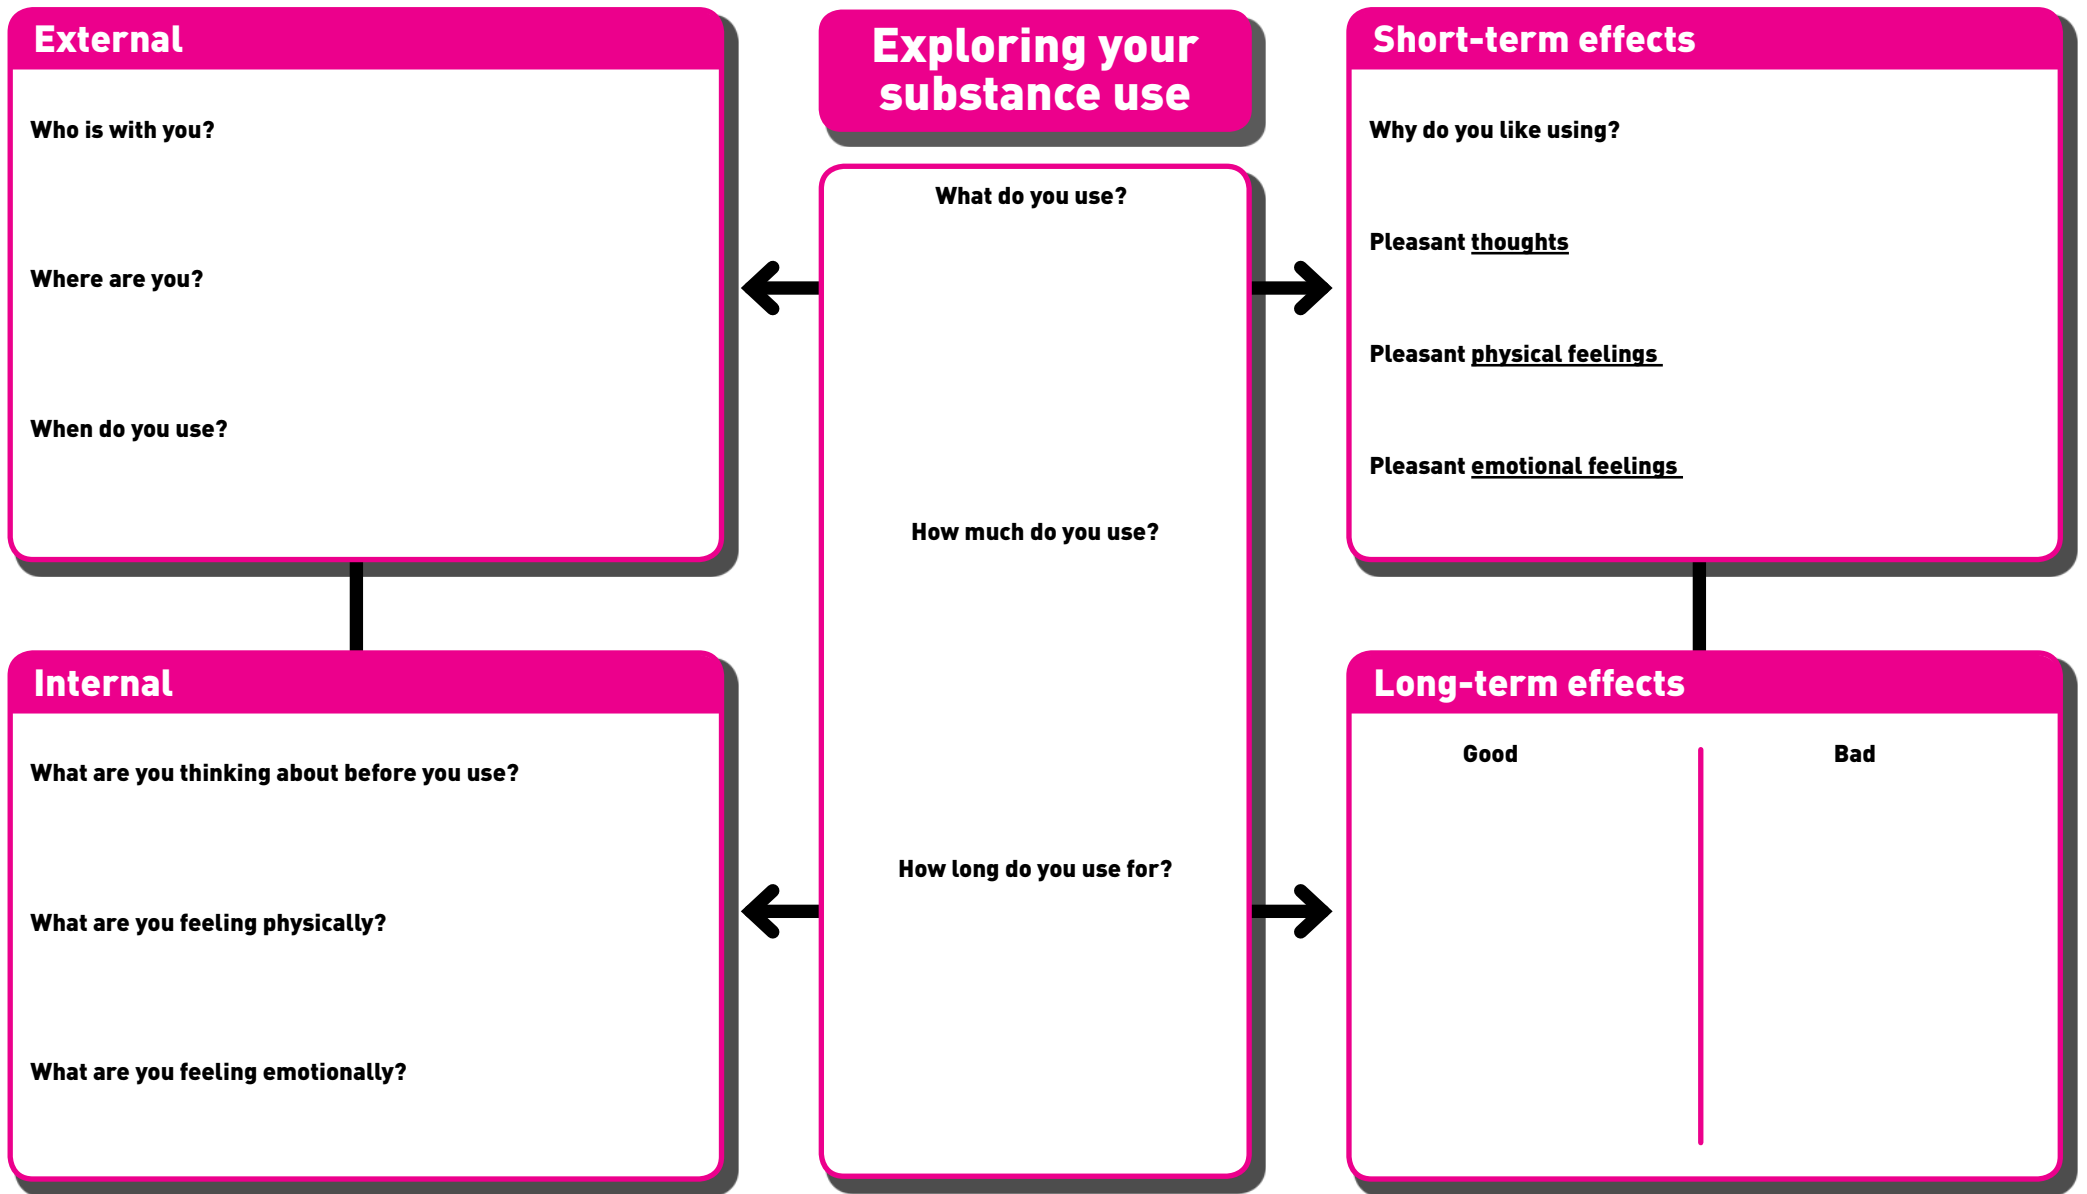 External
Who is with you?
Where are you?
When do you use?
Internal
What are you thinking about before you use?
What are you feeling physically?
What are you feeling emotionally?
Exploring your
substance use
What do you use?
How much do you use?
How long do you use for?
Short-term effects
Why do you like using?
Pleasant thoughts
Pleasant physical feelings
Pleasant emotional feelings
Long-term effects
Good
Bad